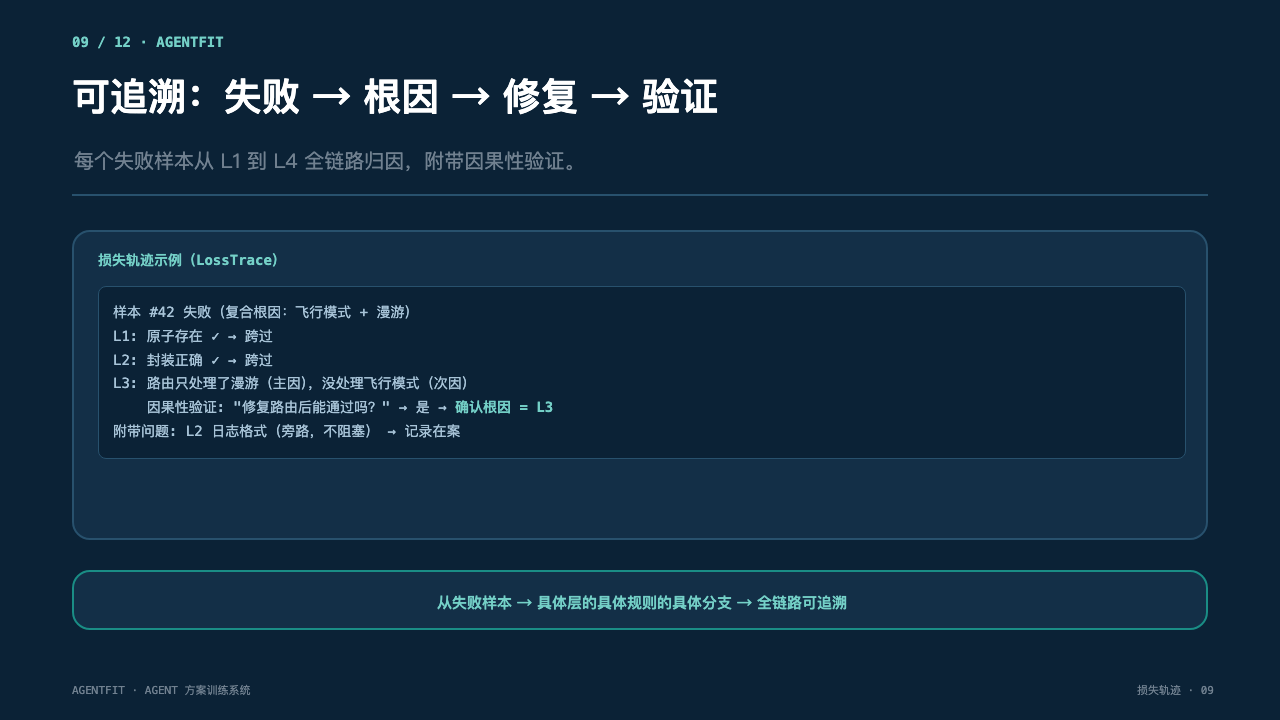 09 / 12 · AGENTFIT
可追溯：失败 → 根因 → 修复 → 验证
每个失败样本从 L1 到 L4 全链路归因，附带因果性验证。
损失轨迹示例（LossTrace）
样本 #42 失败（复合根因：飞行模式 + 漫游）
L1: 原子存在 ✓ → 跨过
L2: 封装正确 ✓ → 跨过
L3: 路由只处理了漫游（主因），没处理飞行模式（次因）
因果性验证: "修复路由后能通过吗？" → 是 → 确认根因 = L3
附带问题: L2 日志格式（旁路，不阻塞） → 记录在案
从失败样本 → 具体层的具体规则的具体分支 → 全链路可追溯
AGENTFIT · AGENT 方案训练系统
损失轨迹 · 09